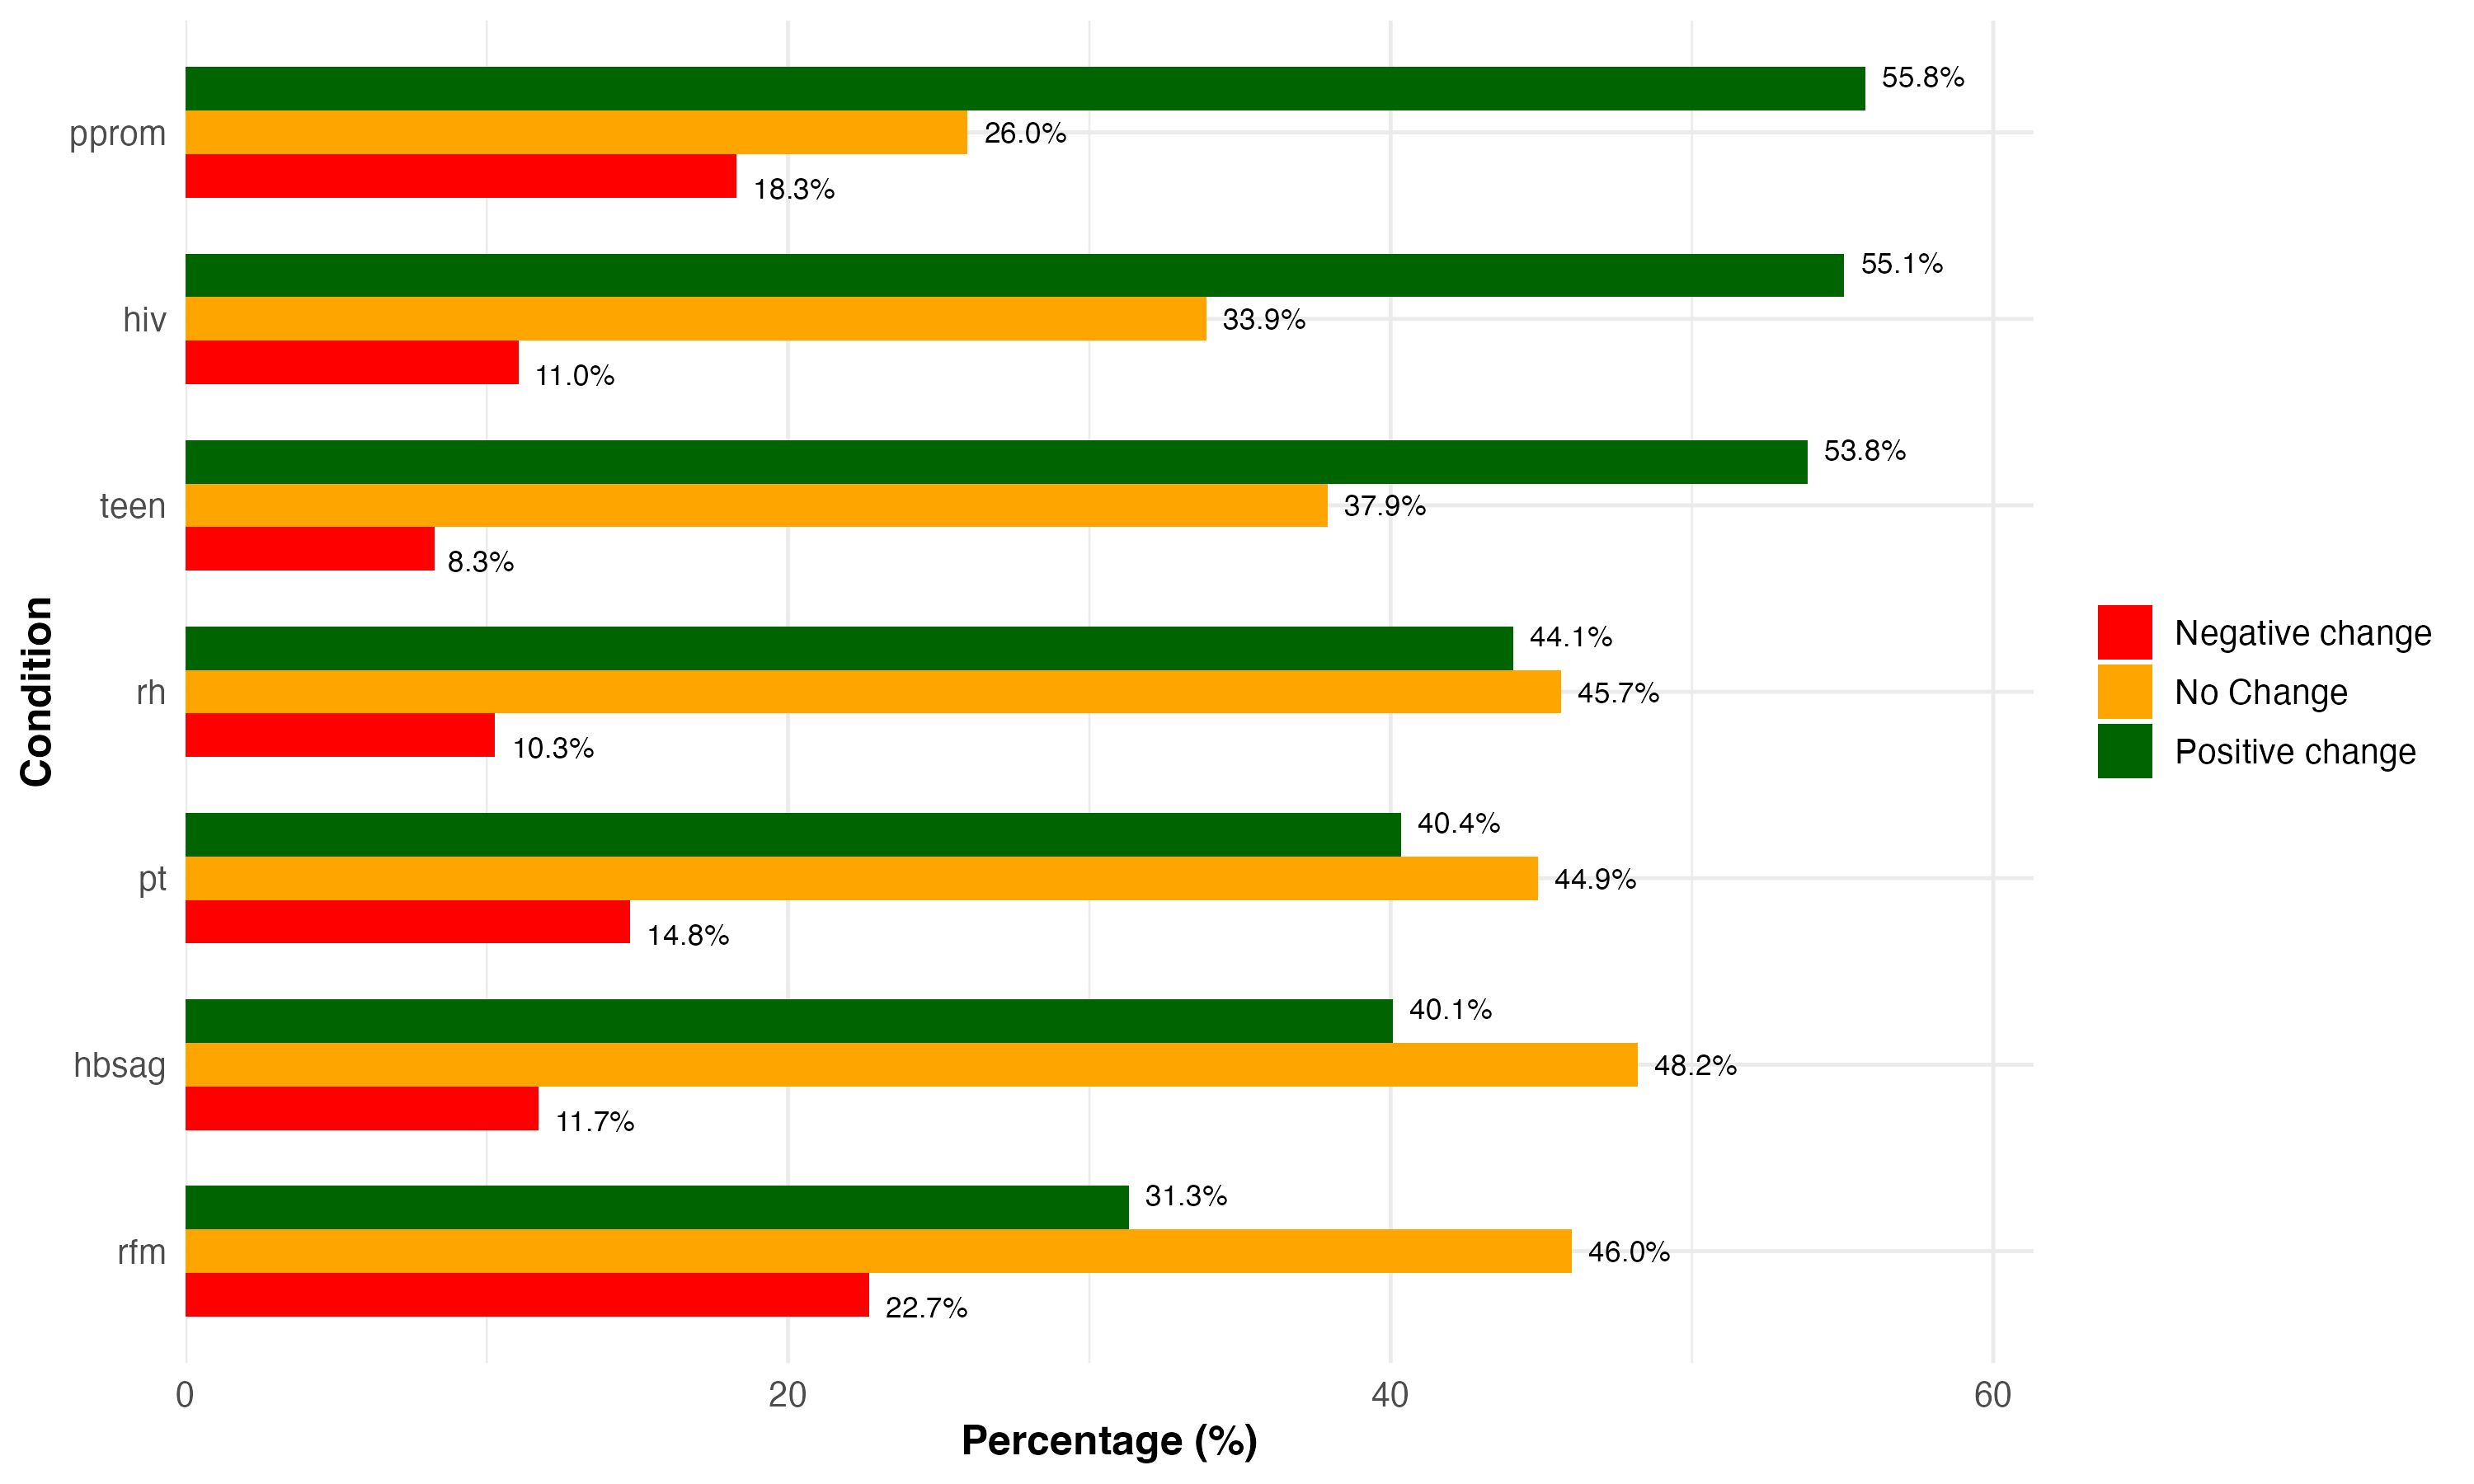 pprom
55.8%
26.0%
18.3%
hiv
55.1%
33.9%
11.0%
teen
53.8%
37.9%
8.3%
rh
44.1%
45.7%
10.3%
pt
40.4%
44.9%
14.8%
hbsag
40.1%
48.2%
11.7%
rfm
31.3%
46.0%
22.7%
0 20 40 60
Percentage (%)
Condition
Negative change
No Change
Positive change